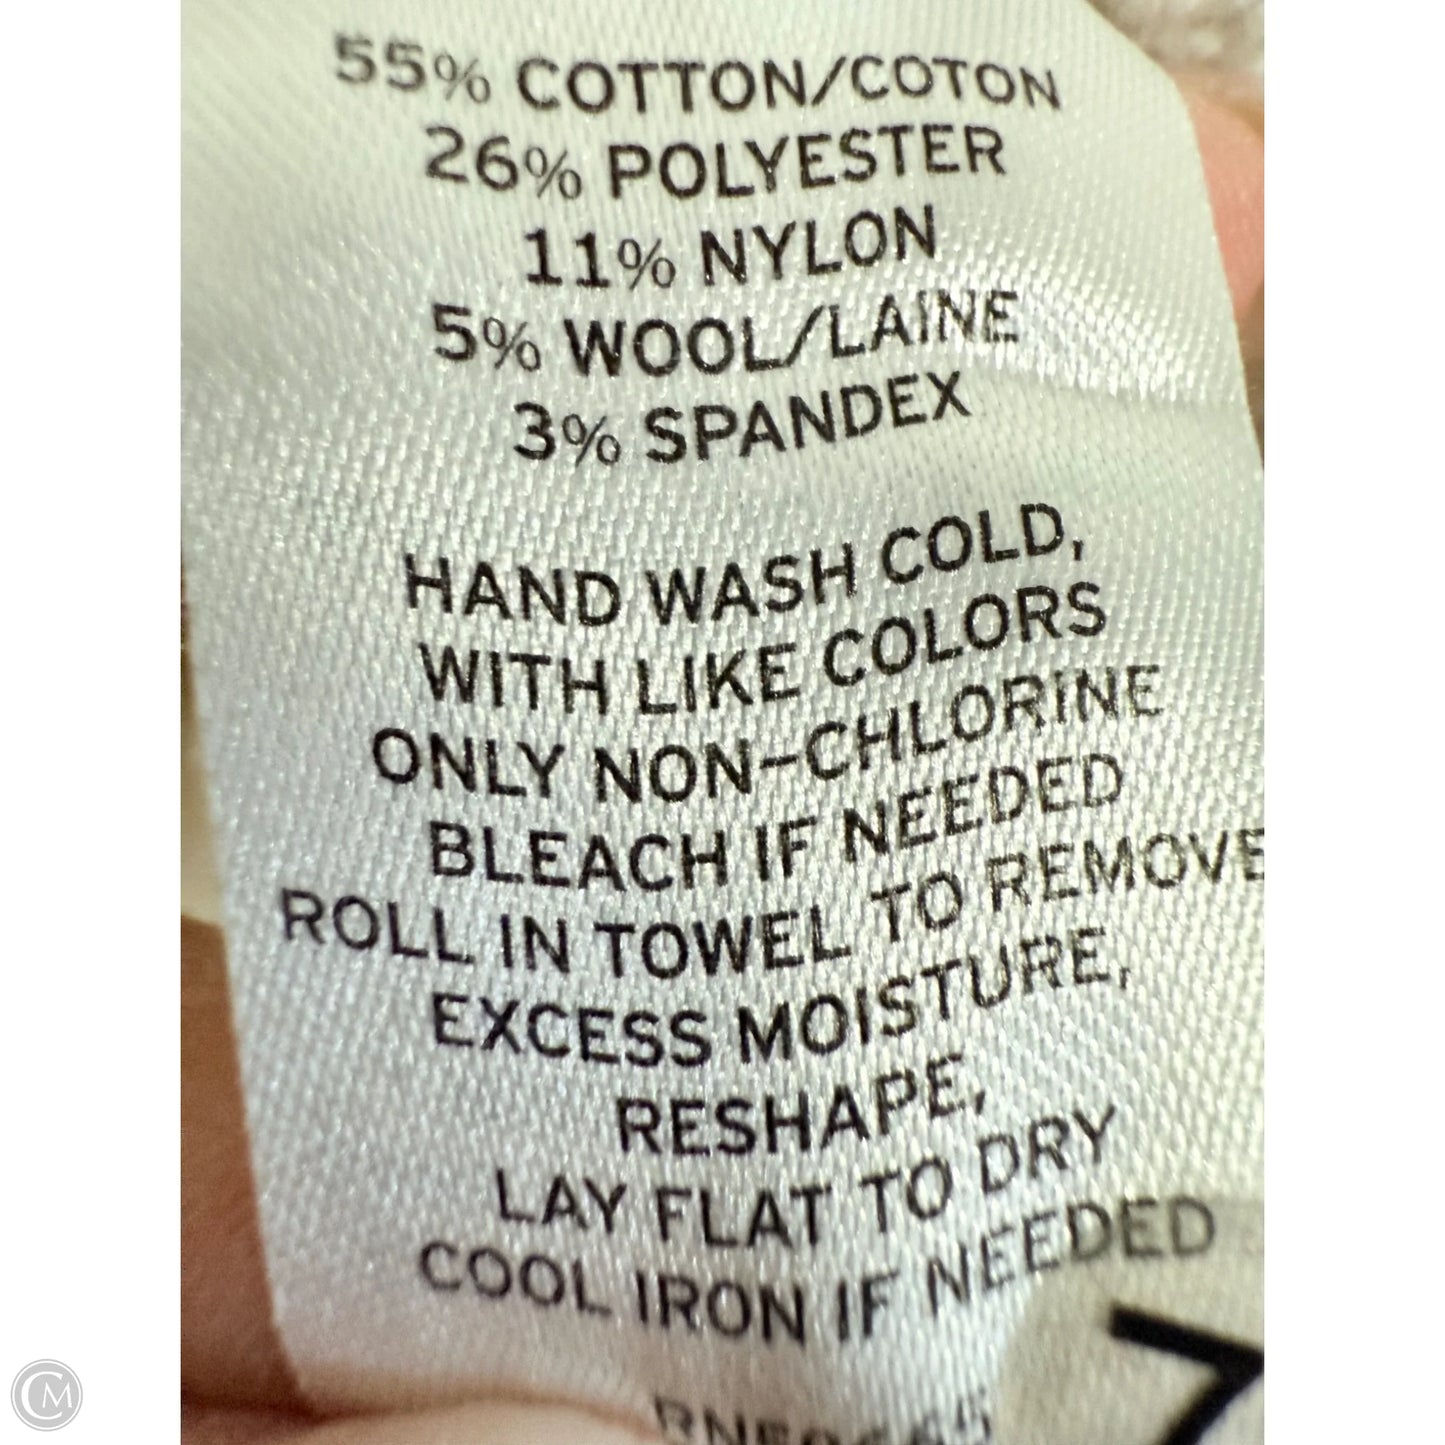 55% COTTON/COTON
26% POLYESTER
11% NYLON
5% WOOL/LAINE
3% SPANDEX
HAND WASH COLD,
WITH LIKE COLORS
ONLY NON-CHLORINE
BLEACH IF NEEDED
ROLL IN TOWEL TO REMOVE
EXCESS MOISTURE,
RESHAPE,
LAY FLAT TO DRY
COOL IRON IF NEEDED
CM